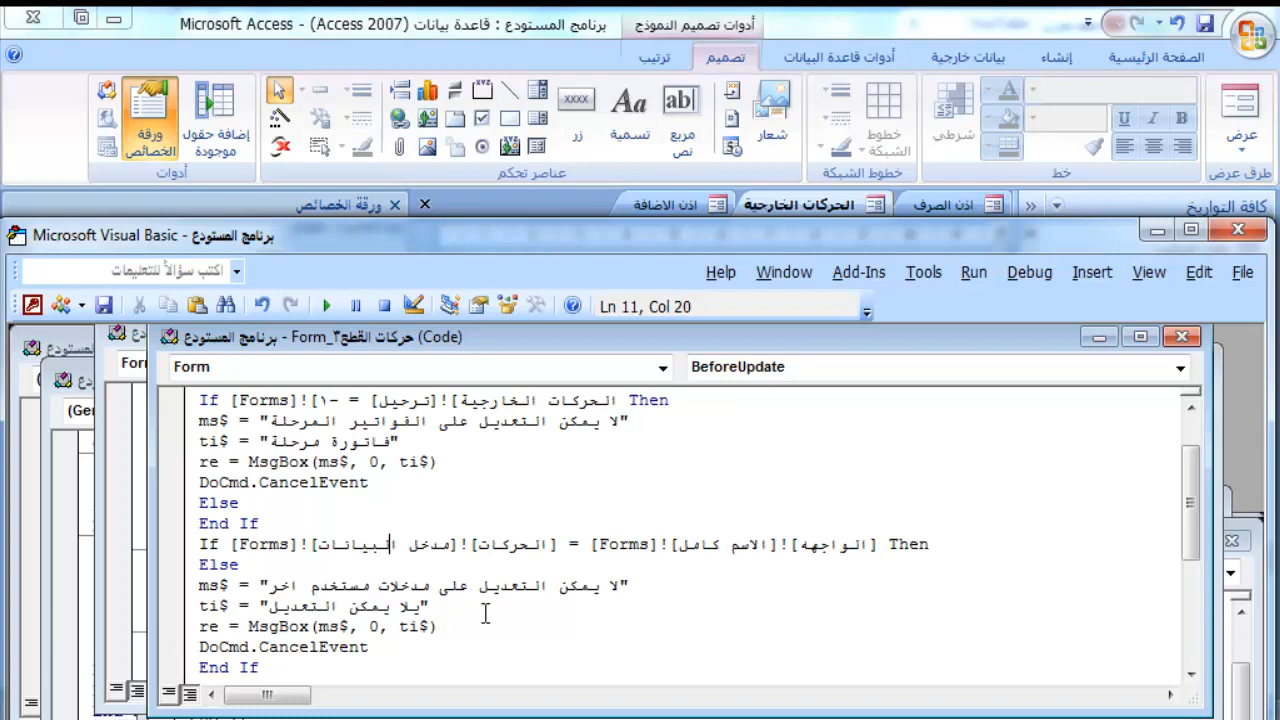 برنامج المستودع : قاعدة بيانات (Access 2007) - Microsoft Access
أدوات تصميم النموذج
الصفحة الرئيسية
إنشاء
بيانات خارجية
أدوات قاعدة البيانات
تصميم
ترتيب
عرض
طرق عرض
خط
شرطي
خطوط الشبكة
خطوط الشبكة
شعار
مربع نص
تسمية
زر
عناصر تحكم
إضافة حقول موجودة
ورقة الخصائص
أدوات
كافة التواريخ
اذن الصرف
الحركات الخارجية
اذن الاضافة
ورقة الخصائص
Microsoft Visual Basic - برنامج المستودع
File Edit View Insert Debug Run Tools Add-Ins Window Help
اكتب سؤالاً للتعليمات
Ln 11, Col 20
برنامج المستودع - Form_حركات القطع٣ (Code)
Form
BeforeUpdate
If [Forms]![الحركات الخارجية]![ترحيل] = -١ Then
ms$ = "لا يمكن التعديل على الفواتير المرحلة"
ti$ = "فاتورة مرحلة"
re = MsgBox(ms$, 0, ti$)
DoCmd.CancelEvent
Else
End If
If [Forms]![الحركات]![مدخل البيانات] = [Forms]![الواجهه]![الاسم كامل] Then
Else
ms$ = "لا يمكن التعديل على مدخلات مستخدم اخر"
ti$ = "يلا يمكن التعديل"
re = MsgBox(ms$, 0, ti$)
DoCmd.CancelEvent
End If